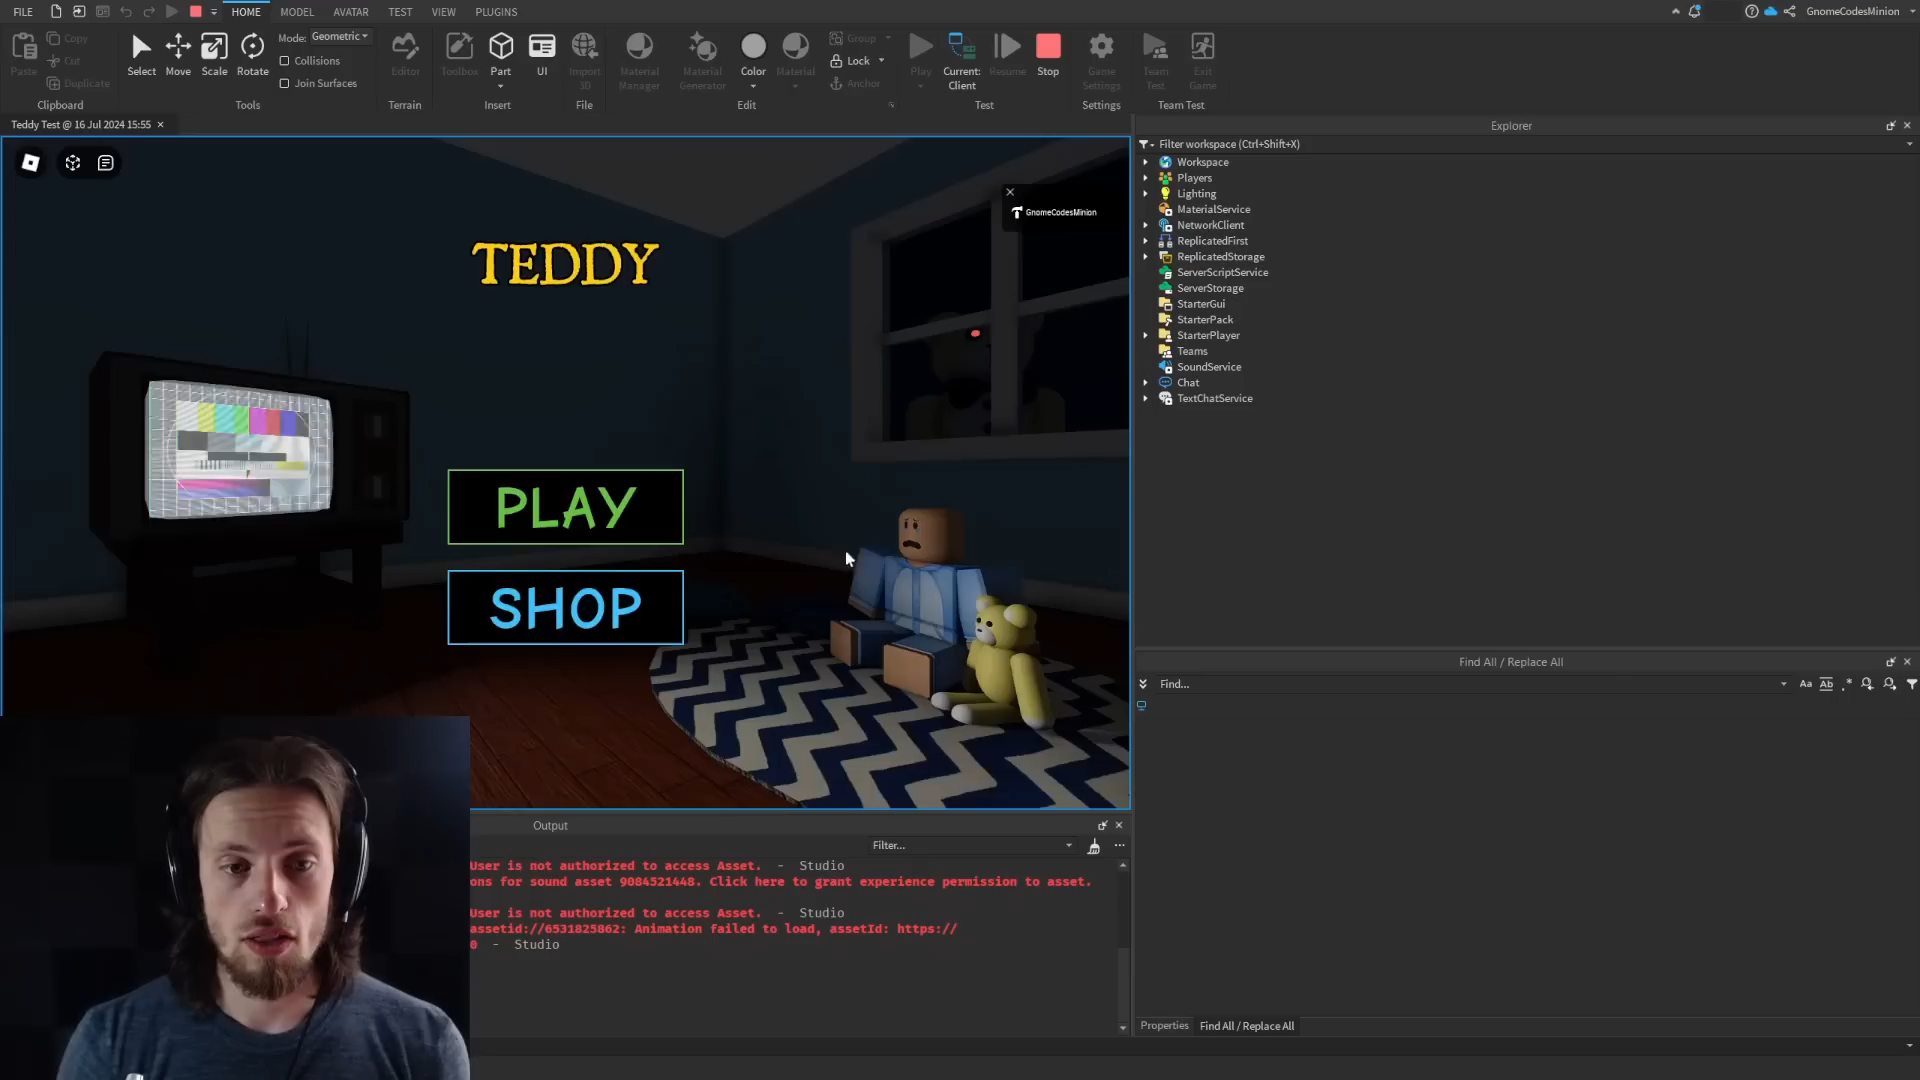 FILE HOME MODEL AVATAR TEST VIEW PLUGINS GnomeCodesMinion
Paste Copy Cut Duplicate Clipboard
Select Move Scale Rotate Mode: Geometric Collisions Join Surfaces Tools
Editor Terrain
Toolbox Part UI Insert
Import 3D File
Material Manager Material Generator Color Material Group Lock Anchor Edit
Play Current: Client Resume Stop Test
Game Settings Settings
Team Test Exit Game Team Test
Teddy Test @ 16 Jul 2024 15:55
GnomeCodesMinion
TEDDY
PLAY
SHOP
Output
Filter...
User is not authorized to access Asset. - Studio
ons for sound asset 9084521448. Click here to grant experience permission to asset.
User is not authorized to access Asset. - Studio
assetid://6531825862: Animation failed to load, assetId: https://
0 - Studio
Explorer
Filter workspace (Ctrl+Shift+X)
Workspace
Players
Lighting
MaterialService
NetworkClient
ReplicatedFirst
ReplicatedStorage
ServerScriptService
ServerStorage
StarterGui
StarterPack
StarterPlayer
Teams
SoundService
Chat
TextChatService
Find All / Replace All
Find...
Aa Ab .*
Properties Find All / Replace All